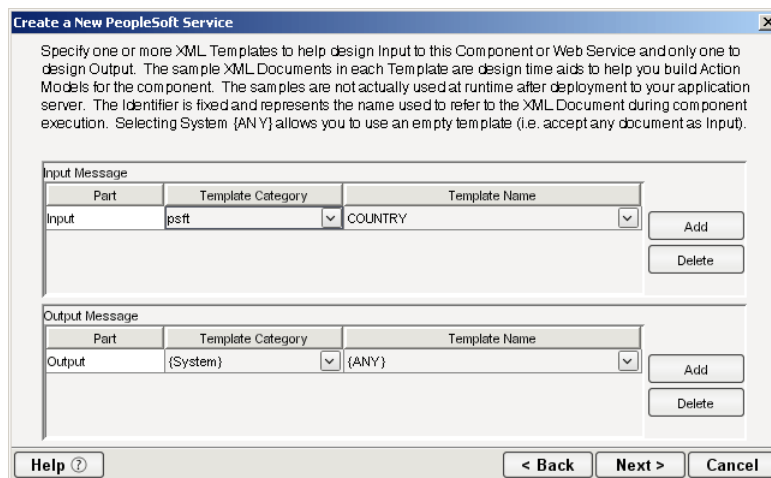 Create a New PeopleSoft Service
Specify one or more XML Templates to help design Input to this Component or Web Service and only one to
design Output. The sample XML Documents in each Template are design time aids to help you build Action
Models for the component. The samples are not actually used at runtime after deployment to your application
server. The Identifier is fixed and represents the name used to refer to the XML Document during component
execution. Selecting System {ANY} allows you to use an empty template (i.e. accept any document as Input).
Input Message
Part Template Category Template Name
Input psft COUNTRY
Add
Delete
Output Message
Part Template Category Template Name
Output {System} {ANY}
Add
Delete
Help ? < Back Next > Cancel